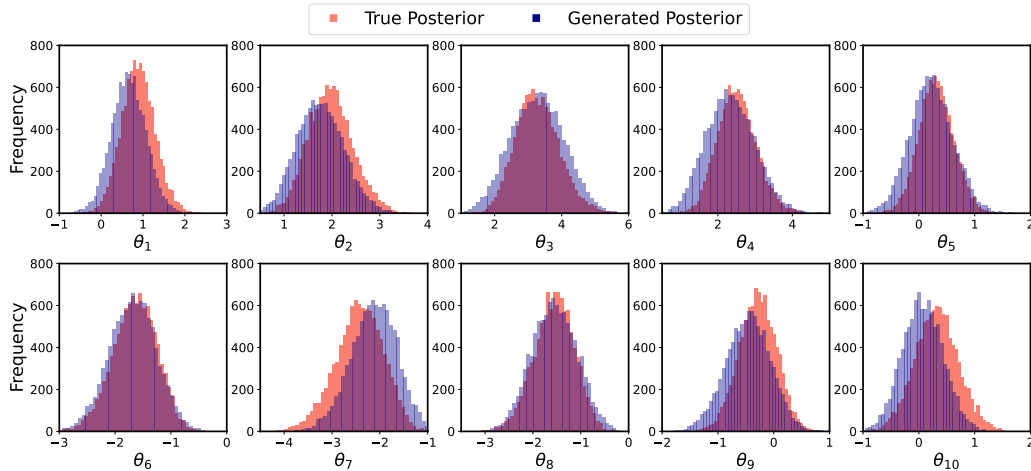 True Posterior Generated Posterior
800 800 800 800 800
600 600 600 600 600
400 400 400 400 400
200 200 200 200 200
0 0 0 0 0
Frequency
−1 0 1 2 3 1 2 3 4 2 4 6 2 4 −1 0 1 2
θ1 θ2 θ3 θ4 θ5
800 800 800 800 800
600 600 600 600 600
400 400 400 400 400
200 200 200 200 200
0 0 0 0 0
Frequency
−3 −2 −1 0 −4 −3 −2 −1 −3 −2 −1 0 −2 −1 0 1 −1 0 1 2
θ6 θ7 θ8 θ9 θ10